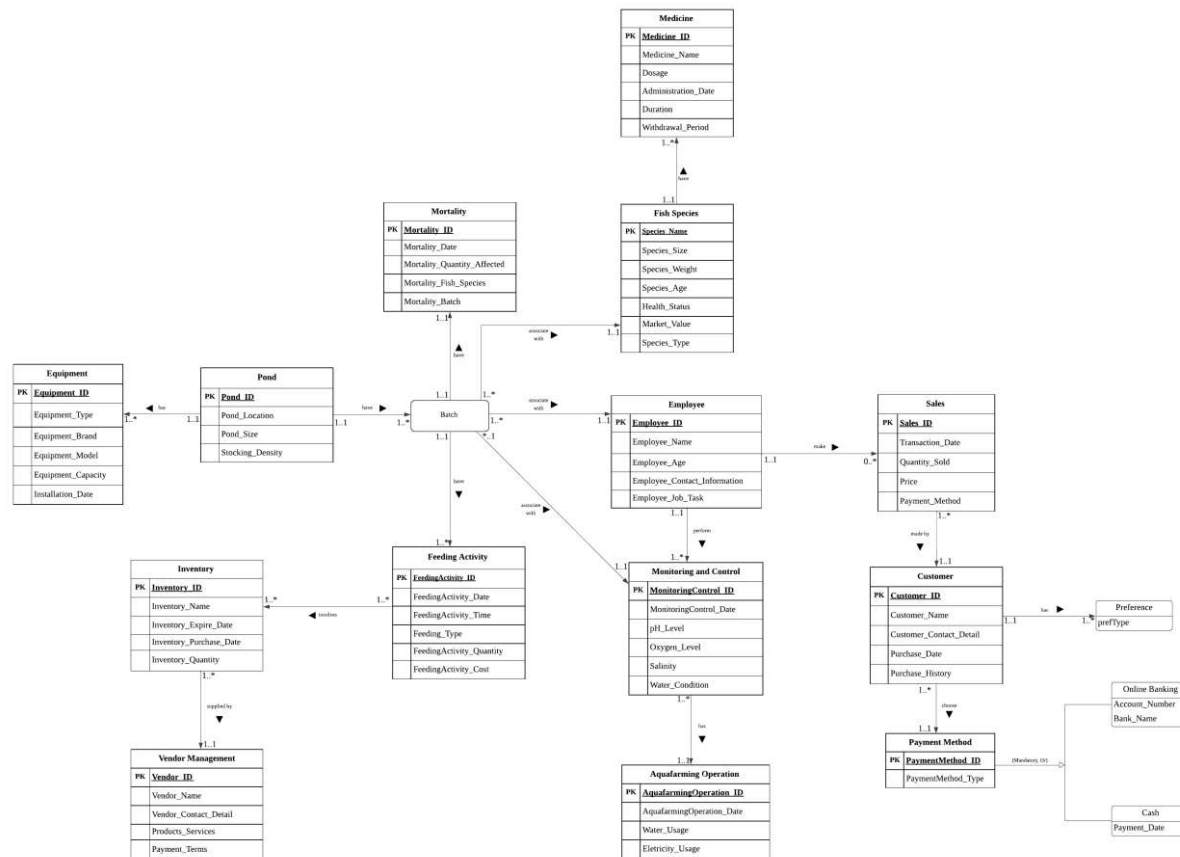 Medicine
PK Medicine_ID
Medicine_Name
Dosage
Administration_Date
Duration
Withdrawal_Period
1..*
have
1..1
Fish Species
PK Species_Name
Species_Size
Species_Weight
Species_Age
Health_Status
Market_Value
Species_Type
Mortality
PK Mortality_ID
Mortality_Date
Mortality_Quantity_Affected
Mortality_Fish_Species
Mortality_Batch
1..1
have
1..1
associate
with
1..1
1..*
Equipment
PK Equipment_ID
Equipment_Type
Equipment_Brand
Equipment_Model
Equipment_Capacity
Installation_Date
1..*
has
1..1
Pond
PK Pond_ID
Pond_Location
Pond_Size
Stocking_Density
1..1
have
1..*
Batch
1..*
associate
with
1..1
Employee
PK Employee_ID
Employee_Name
Employee_Age
Employee_Contact_Information
Employee_Job_Task
1..1
make
0..*
Sales
PK Sales_ID
Transaction_Date
Quantity_Sold
Price
Payment_Method
1..1
have
1..*
*..1
associate
with
1..1
1..1
perform
1..*
1..*
made by
1..1
Inventory
PK Inventory_ID
Inventory_Name
Inventory_Expire_Date
Inventory_Purchase_Date
Inventory_Quantity
1..*
involves
1..*
Feeding Activity
PK FeedingActivity_ID
FeedingActivity_Date
FeedingActivity_Time
Feeding_Type
FeedingActivity_Quantity
FeedingActivity_Cost
Monitoring and Control
PK MonitoringControl_ID
MonitoringControl_Date
pH_Level
Oxygen_Level
Salinity
Water_Condition
Customer
PK Customer_ID
Customer_Name
Customer_Contact_Detail
Purchase_Date
Purchase_History
1..1
has
1..*
Preference
prefType
1..*
supplied by
1..1
1..*
has
1..1
1..*
choose
1..1
Vendor Management
PK Vendor_ID
Vendor_Name
Vendor_Contact_Detail
Products_Services
Payment_Terms
Aquafarming Operation
PK AquafarmingOperation_ID
AquafarmingOperation_Date
Water_Usage
Eletricity_Usage
Payment Method
PK PaymentMethod_ID
PaymentMethod_Type
(Mandatory, Or)
Online Banking
Account_Number
Bank_Name
Cash
Payment_Date